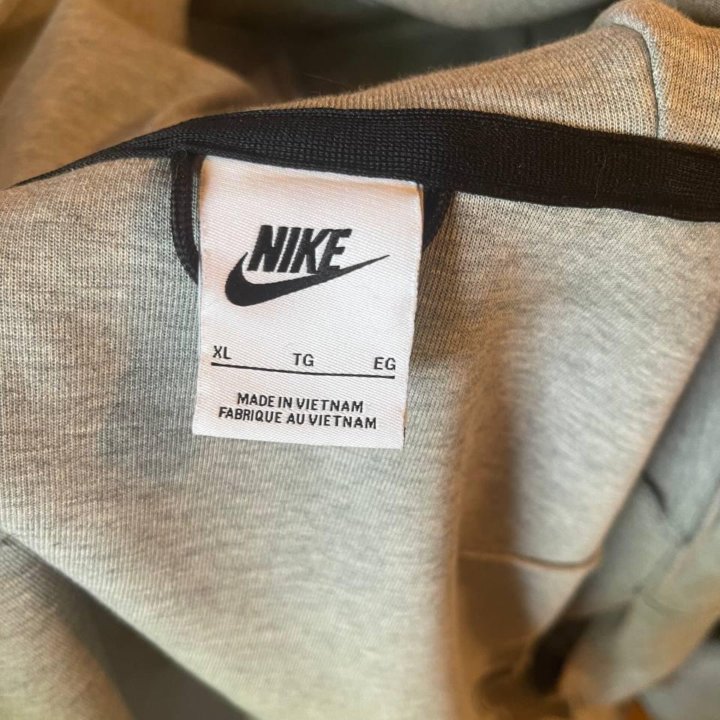 NIKE
XL TG EG
MADE IN VIETNAM
FABRIQUE AU VIETNAM